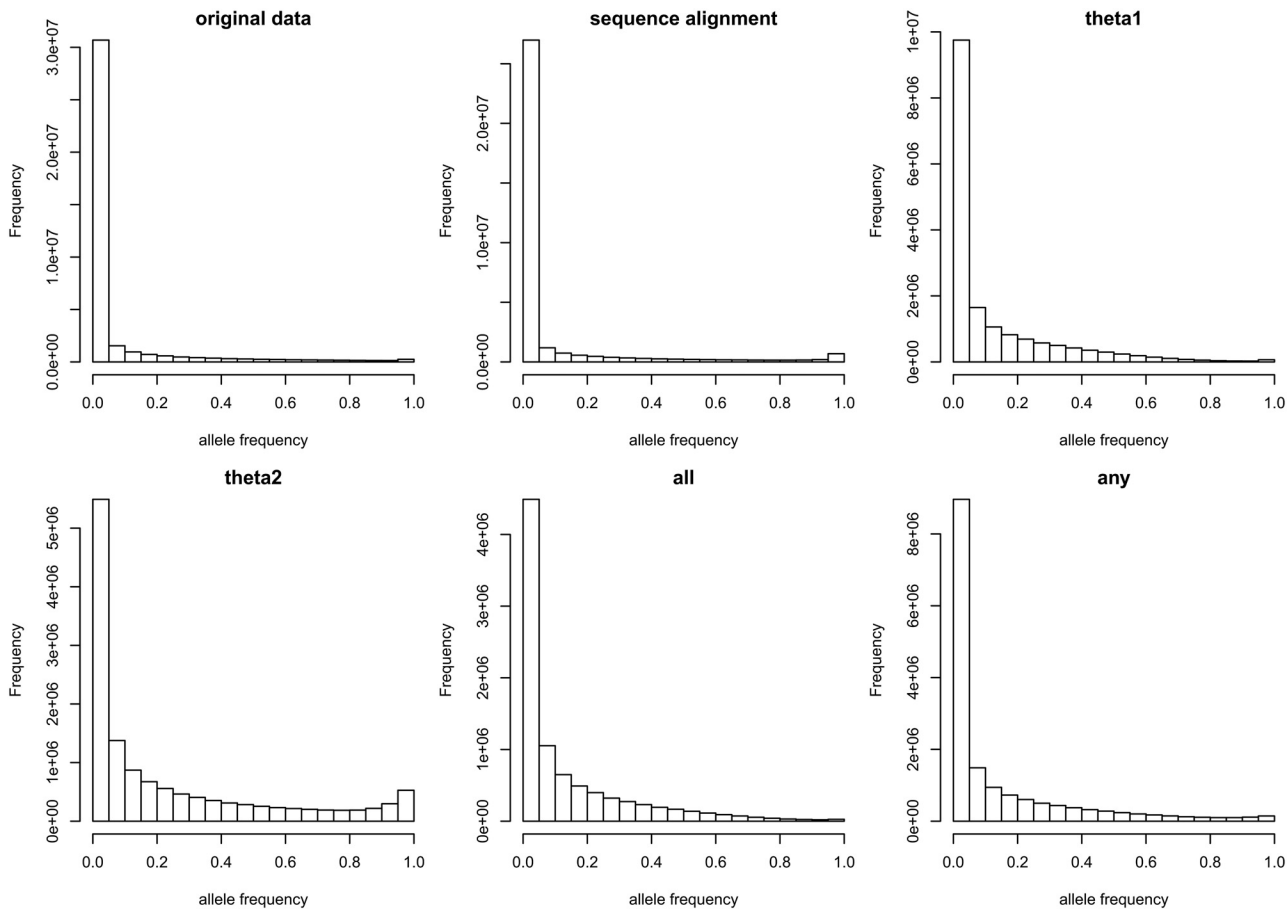 original data
Frequency
0.0e+00
1.0e+07
2.0e+07
3.0e+07
0.0 0.2 0.4 0.6 0.8 1.0
allele frequency
sequence alignment
Frequency
0.0e+00
1.0e+07
2.0e+07
0.0 0.2 0.4 0.6 0.8 1.0
allele frequency
theta1
Frequency
0e+00
2e+06
4e+06
6e+06
8e+06
1e+07
0.0 0.2 0.4 0.6 0.8 1.0
allele frequency
theta2
Frequency
0e+00
1e+06
2e+06
3e+06
4e+06
5e+06
0.0 0.2 0.4 0.6 0.8 1.0
allele frequency
all
Frequency
0e+00
1e+06
2e+06
3e+06
4e+06
0.0 0.2 0.4 0.6 0.8 1.0
allele frequency
any
Frequency
0e+00
2e+06
4e+06
6e+06
8e+06
0.0 0.2 0.4 0.6 0.8 1.0
allele frequency